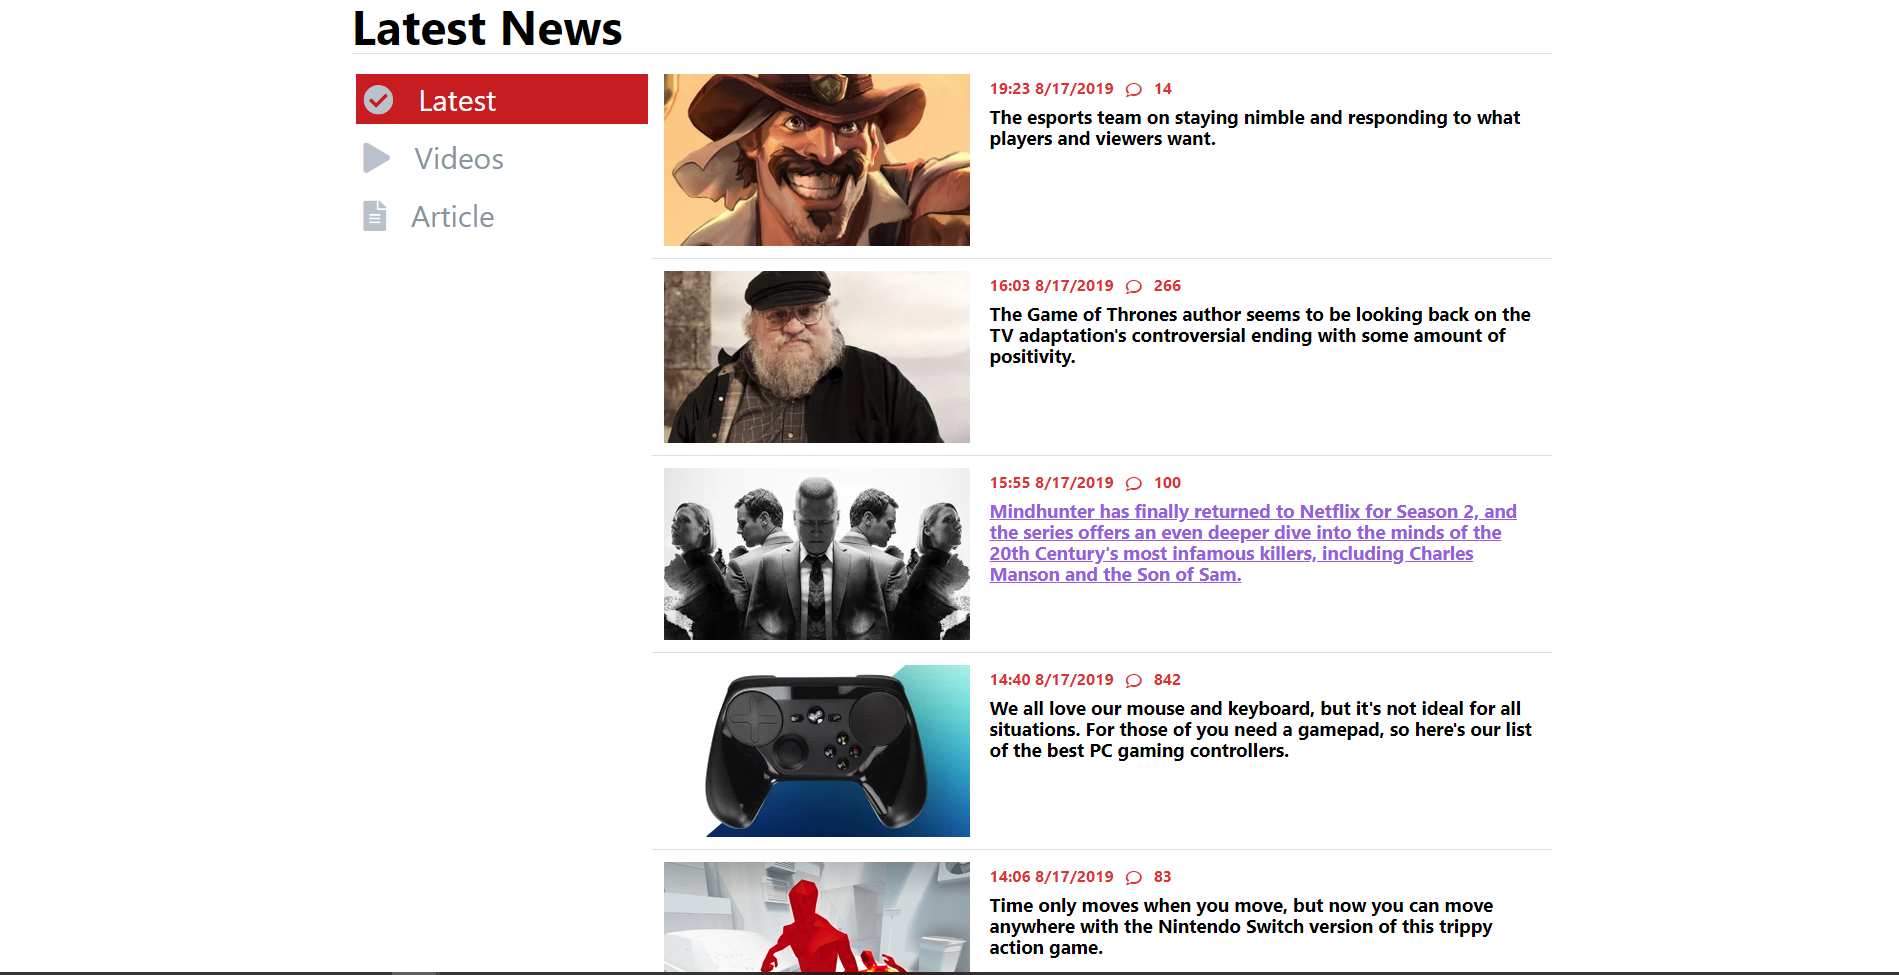 Latest News
Latest
Videos
Article
19:23 8/17/2019 14
The esports team on staying nimble and responding to what
players and viewers want.
16:03 8/17/2019 266
The Game of Thrones author seems to be looking back on the
TV adaptation's controversial ending with some amount of
positivity.
15:55 8/17/2019 100
Mindhunter has finally returned to Netflix for Season 2, and
the series offers an even deeper dive into the minds of the
20th Century's most infamous killers, including Charles
Manson and the Son of Sam.
14:40 8/17/2019 842
We all love our mouse and keyboard, but it's not ideal for all
situations. For those of you need a gamepad, so here's our list
of the best PC gaming controllers.
14:06 8/17/2019 83
Time only moves when you move, but now you can move
anywhere with the Nintendo Switch version of this trippy
action game.